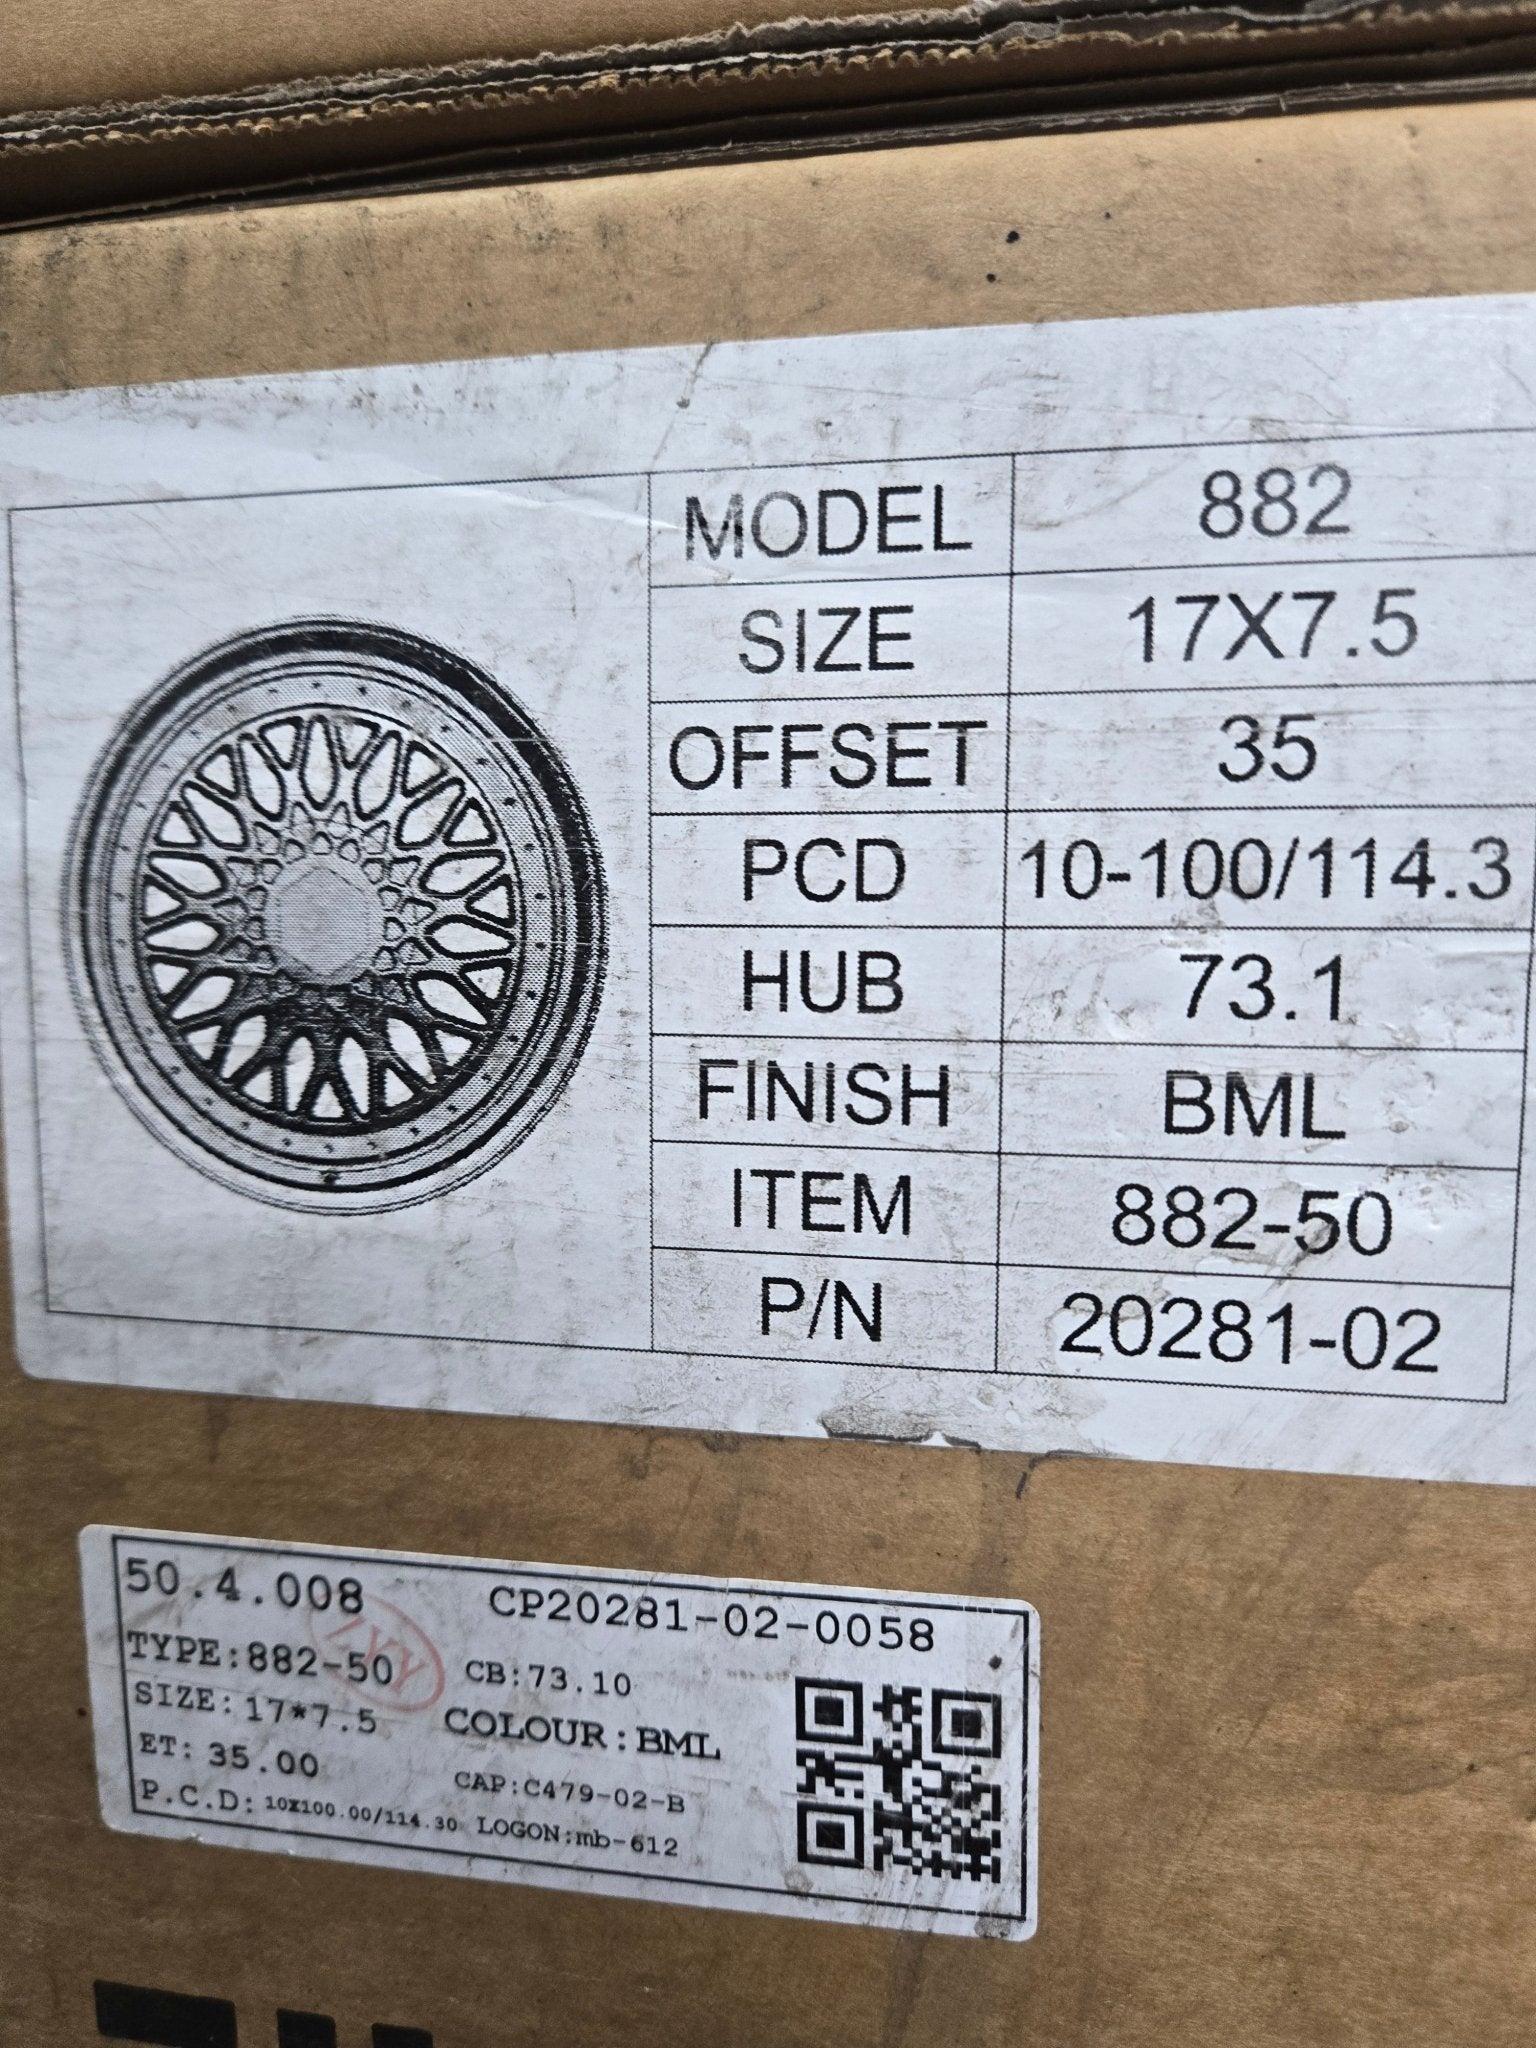 MODEL 882
SIZE 17X7.5
OFFSET 35
PCD 10-100/114.3
HUB 73.1
FINISH BML
ITEM 882-50
P/N 20281-02
50.4.008 CP20281-02-0058
TYPE:882-50 CB:73.10
SIZE:17*7.5 COLOUR:BML
ET: 35.00 CAP:C479-02-B
P.C.D:10X100.00/114.30 LOGON:mb-612